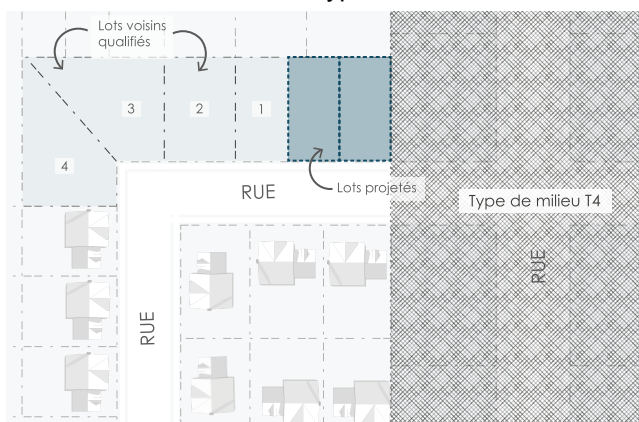 Lots voisins
qualifiés
3
2
1
4
RUE
Lots projetés
Type de milieu T4
RUE
RUE